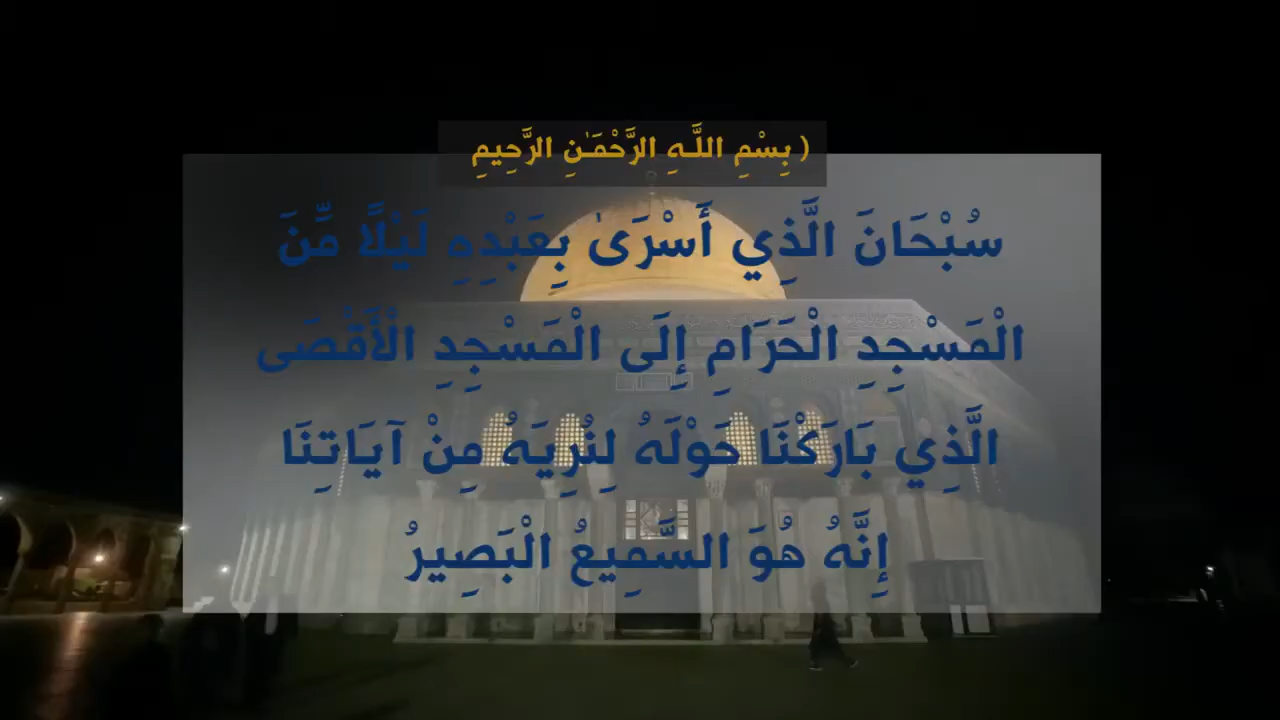 ( بِسْمِ اللَّـهِ الرَّحْمَـٰنِ الرَّحِيمِ
سُبْحَانَ الَّذِي أَسْرَىٰ بِعَبْدِهِ لَيْلًا مِّنَ
الْمَسْجِدِ الْحَرَامِ إِلَى الْمَسْجِدِ الْأَقْصَى
الَّذِي بَارَكْنَا حَوْلَهُ لِنُرِيَهُ مِنْ آيَاتِنَا
إِنَّهُ هُوَ السَّمِيعُ الْبَصِيرُ